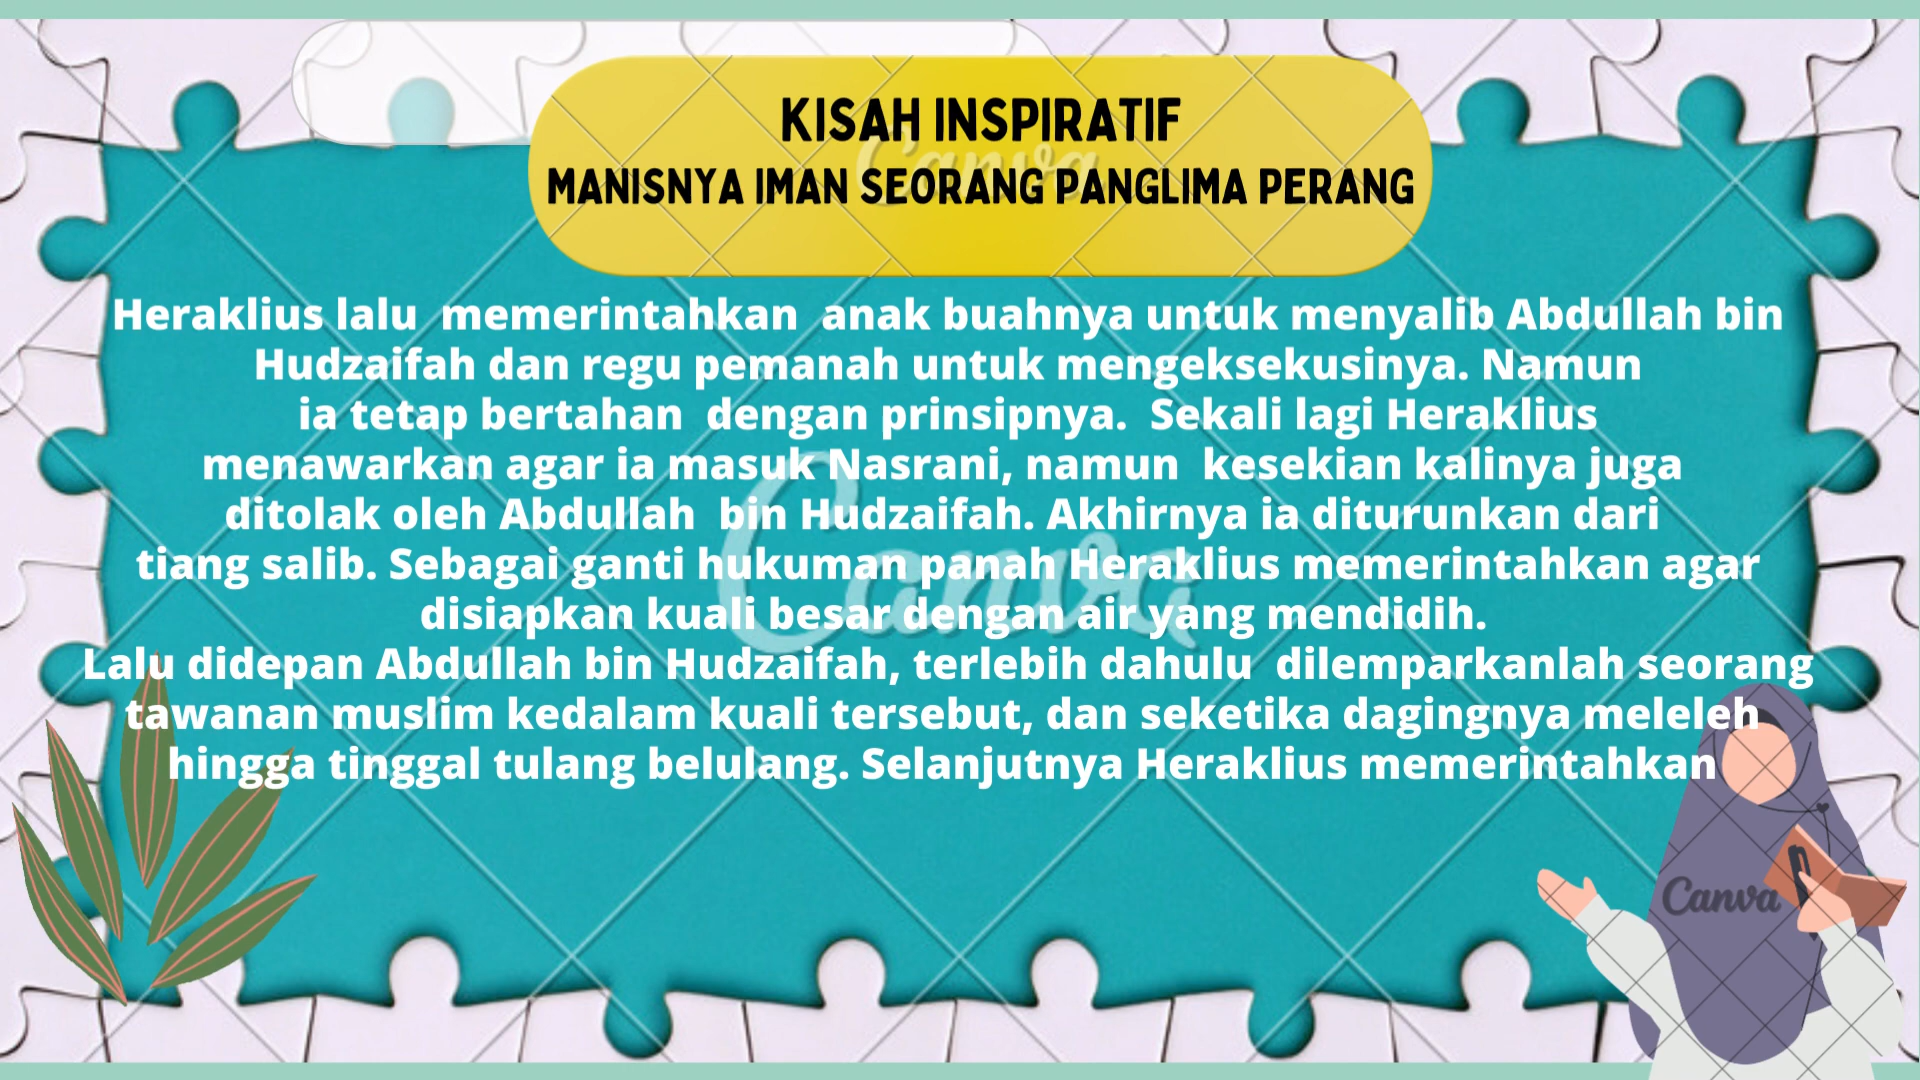 KISAH INSPIRATIF
MANISNYA IMAN SEORANG PANGLIMA PERANG
Heraklius lalu memerintahkan anak buahnya untuk menyalib Abdullah bin
Hudzaifah dan regu pemanah untuk mengeksekusinya. Namun
ia tetap bertahan dengan prinsipnya. Sekali lagi Heraklius
menawarkan agar ia masuk Nasrani, namun kesekian kalinya juga
ditolak oleh Abdullah bin Hudzaifah. Akhirnya ia diturunkan dari
tiang salib. Sebagai ganti hukuman panah Heraklius memerintahkan agar
disiapkan kuali besar dengan air yang mendidih.
Lalu didepan Abdullah bin Hudzaifah, terlebih dahulu dilemparkanlah seorang
tawanan muslim kedalam kuali tersebut, dan seketika dagingnya meleleh
hingga tinggal tulang belulang. Selanjutnya Heraklius memerintahkan
Canva
Canva
Canva